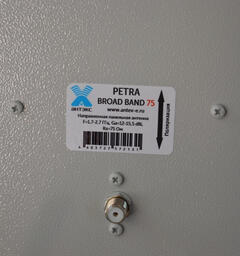 PETRA
BROAD BAND 75
www.antex-e.ru
АНТЭКС
Направленная панельная антенна
F=1,7-2,7 ГГц, Ga=12-15,5 dBi,
Rв=75 Ом
Поляризация